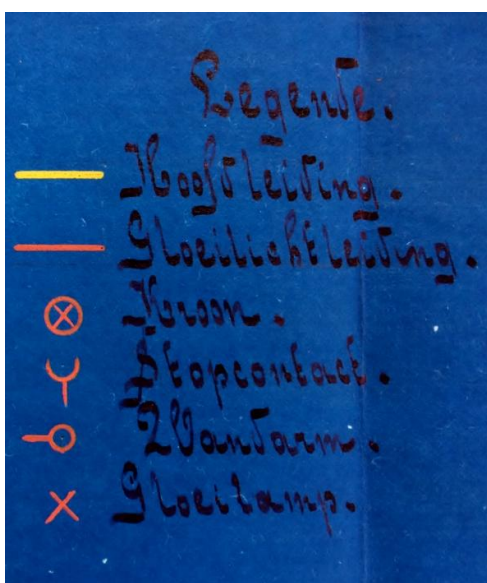 Legende.
Hoofdleiding.
Gloeilichtleiding.
Kroon.
Stopcontact.
Wandarm.
Gloeilamp.